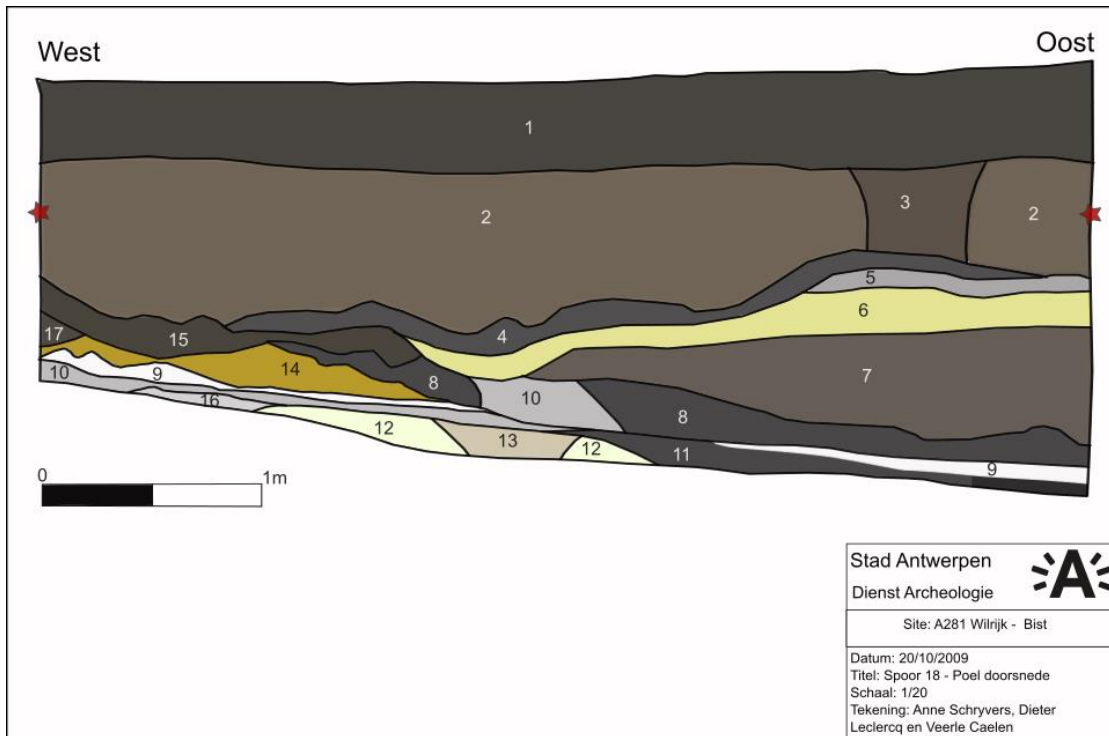 West
Oost
1
2
3
2
5
6
4
17
15
14
7
9
8
10
10
8
16
12
13
12
11
9
0
1m
Stad Antwerpen
A
Dienst Archeologie
Site: A281 Wilrijk - Bist
Datum: 20/10/2009
Titel: Spoor 18 - Poel doorsnede
Schaal: 1/20
Tekening: Anne Schryvers, Dieter
Leclercq en Veerle Caelen